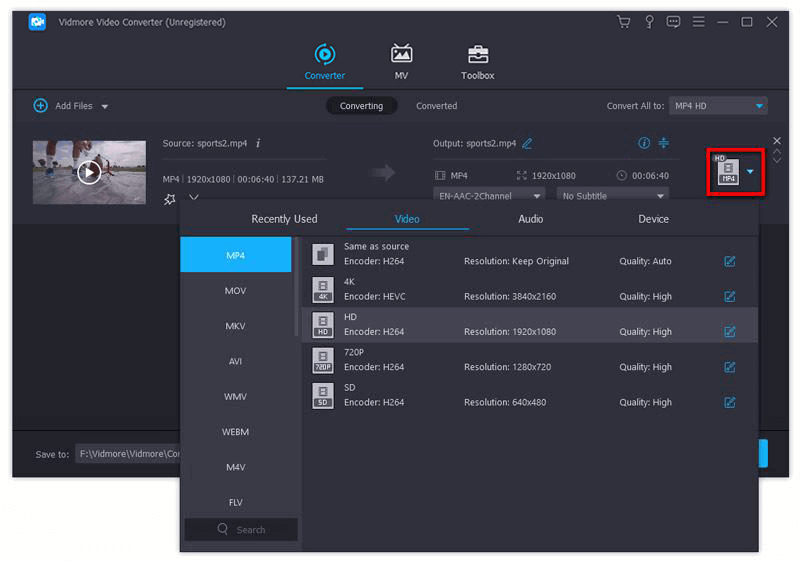 Vidmore Video Converter (Unregistered)
Converter
MV
Toolbox
Add Files
Converting
Converted
Convert All to:
MP4 HD
Source: sports2.mp4
MP4 1920x1080 00:06:40 137.21 MB
Output: sports2.mp4
MP4
1920x1080
00:06:40
EN-AAC-2Channel
No Subtitle
HD
MP4
Recently Used
Video
Audio
Device
MP4
MOV
MKV
AVI
WMV
WEBM
M4V
FLV
Search
Same as source
Encoder: H264 Resolution: Keep Original Quality: Auto
4K
4K
Encoder: HEVC Resolution: 3840x2160 Quality: High
HD
HD
Encoder: H264 Resolution: 1920x1080 Quality: High
720P
720P
Encoder: H264 Resolution: 1280x720 Quality: High
SD
SD
Encoder: H264 Resolution: 640x480 Quality: High
Save to:
F:\Vidmore\Vidmore\Con